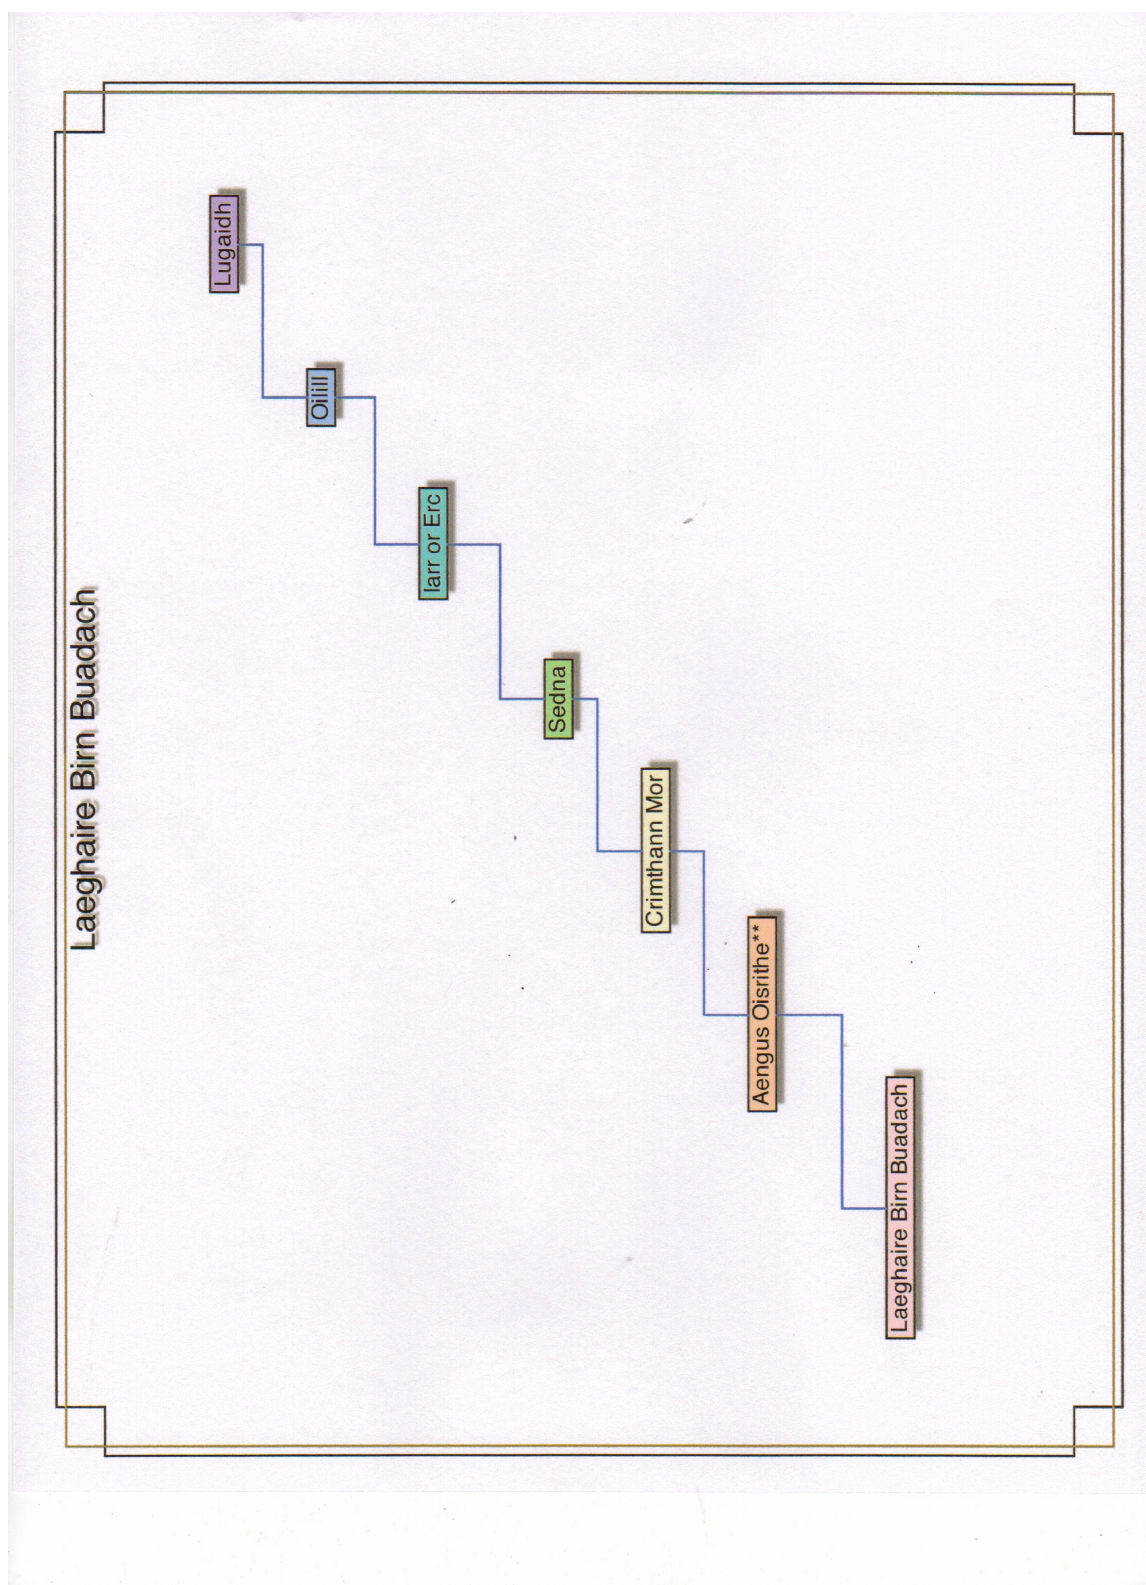 Laeghaire Birn Buadach
Lugaidh
Oilill
Iarr or Erc
Sedna
Crimthann Mor
Aengus Oisrithe**
Laeghaire Birn Buadach